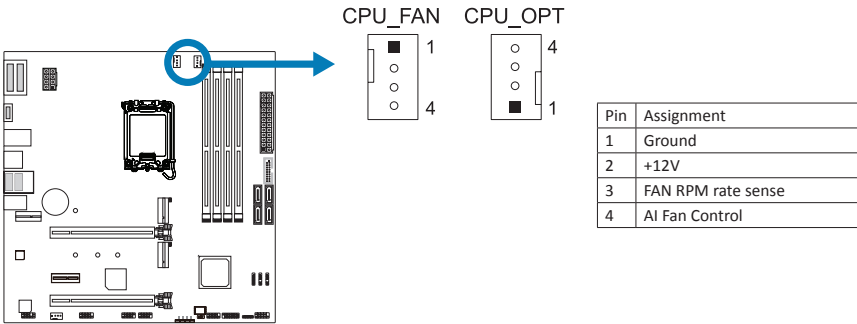 CPU_FAN CPU_OPT
1 4
4 1
Pin Assignment
1 Ground
2 +12V
3 FAN RPM rate sense
4 AI Fan Control